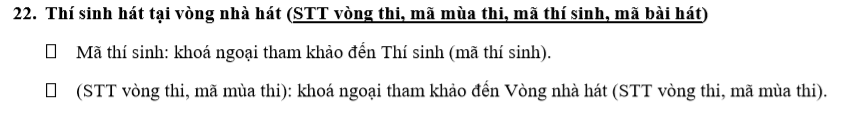 22. Thí sinh hát tại vòng nhà hát (STT vòng thi, mã mùa thi, mã thí sinh, mã bài hát)
☐ Mã thí sinh: khoá ngoại tham khảo đến Thí sinh (mã thí sinh).
☐ (STT vòng thi, mã mùa thi): khoá ngoại tham khảo đến Vòng nhà hát (STT vòng thi, mã mùa thi).